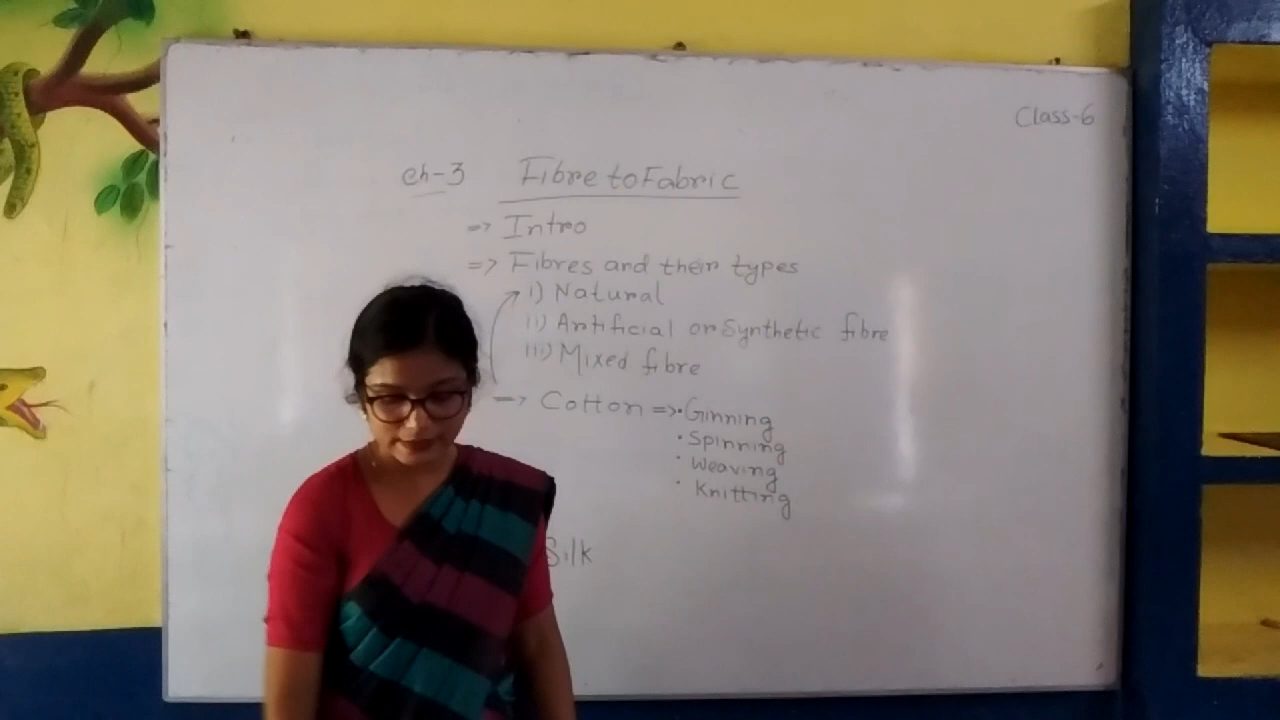 Class-6
Ch-3 Fibre to Fabric
=> Intro
=> Fibres and their types
i) Natural
ii) Artificial or Synthetic fibre
iii) Mixed fibre
-> Cotton => • Ginning
• Spinning
• Weaving
• Knitting
Silk